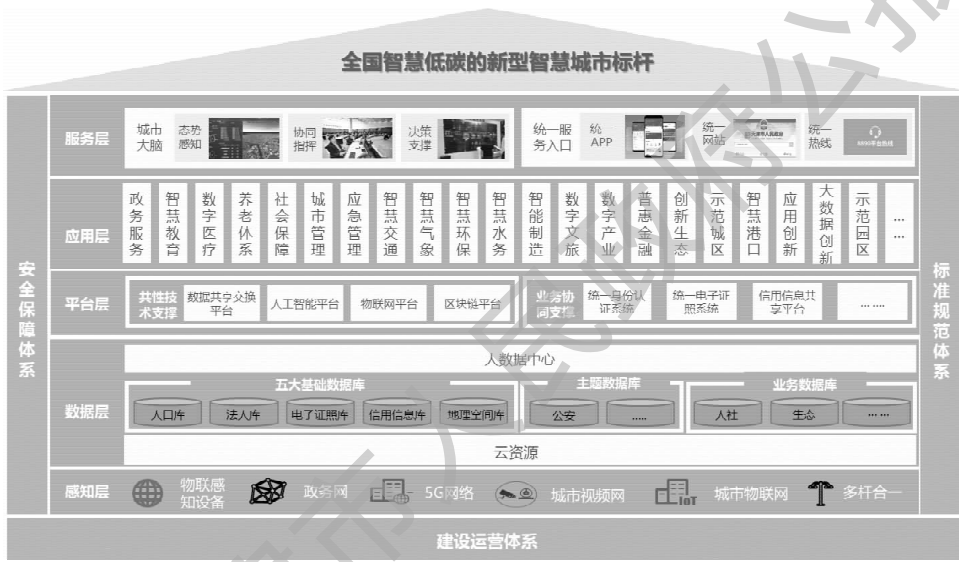 全国智慧低碳的新型智慧城市标杆
服务层
城市
大脑
态势
感知
协同
指挥
决策
支撑
统一服
务入口
统
APP
统一
网站
统一
热线
应用层
政务服务
智慧教育
数字医疗
养老体系
社会保障
城市管理
应急管理
智慧交通
智慧气象
智慧环保
智慧水务
智能制造
数字文旅
数字产业
普惠金融
创新生态
示范城区
智慧港口
应用创新
大数据创新
示范园区
……
平台层
共性技
术支撑
数据共享交换
平台
人工智能平台
物联网平台
区块链平台
业务协
同支撑
统一身份认
证系统
统一电子证
照系统
信用信息共
享平台
... ....
数据层
大数据中心
五大基础数据库
人口库
法人库
电子证照库
信用信息库
地理空间库
主题数据库
公安
.....
业务数据库
人社
生态
... ...
云资源
感知层
物联感
知设备
政务网
5G网络
城市视频网
IoT
城市物联网
多杆合一
安全保障体系
标准规范体系
建设运营体系
市人民政府公报